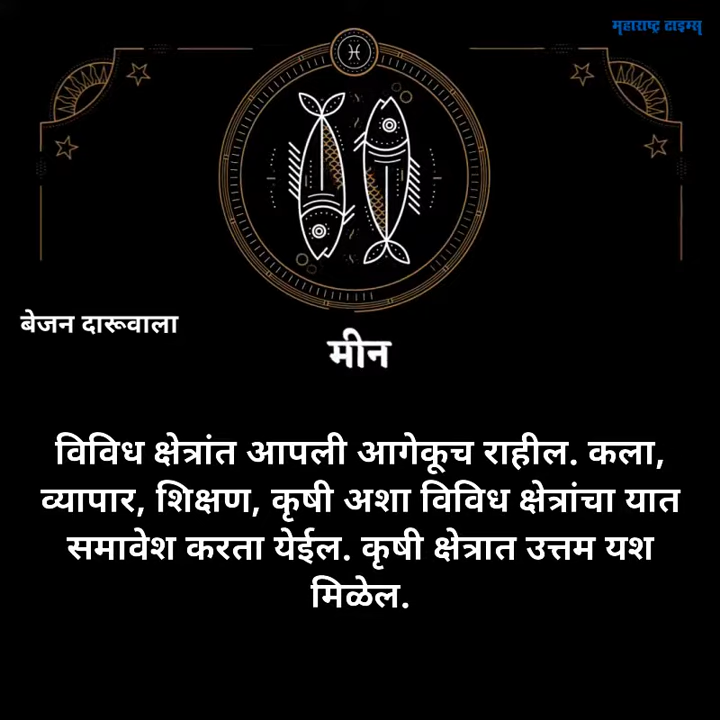 महाराष्ट्र टाइम्स्
बेजन दारूवाला
मीन
विविध क्षेत्रांत आपली आगेकूच राहील. कला,
व्यापार, शिक्षण, कृषी अशा विविध क्षेत्रांचा यात
समावेश करता येईल. कृषी क्षेत्रात उत्तम यश
मिळेल.